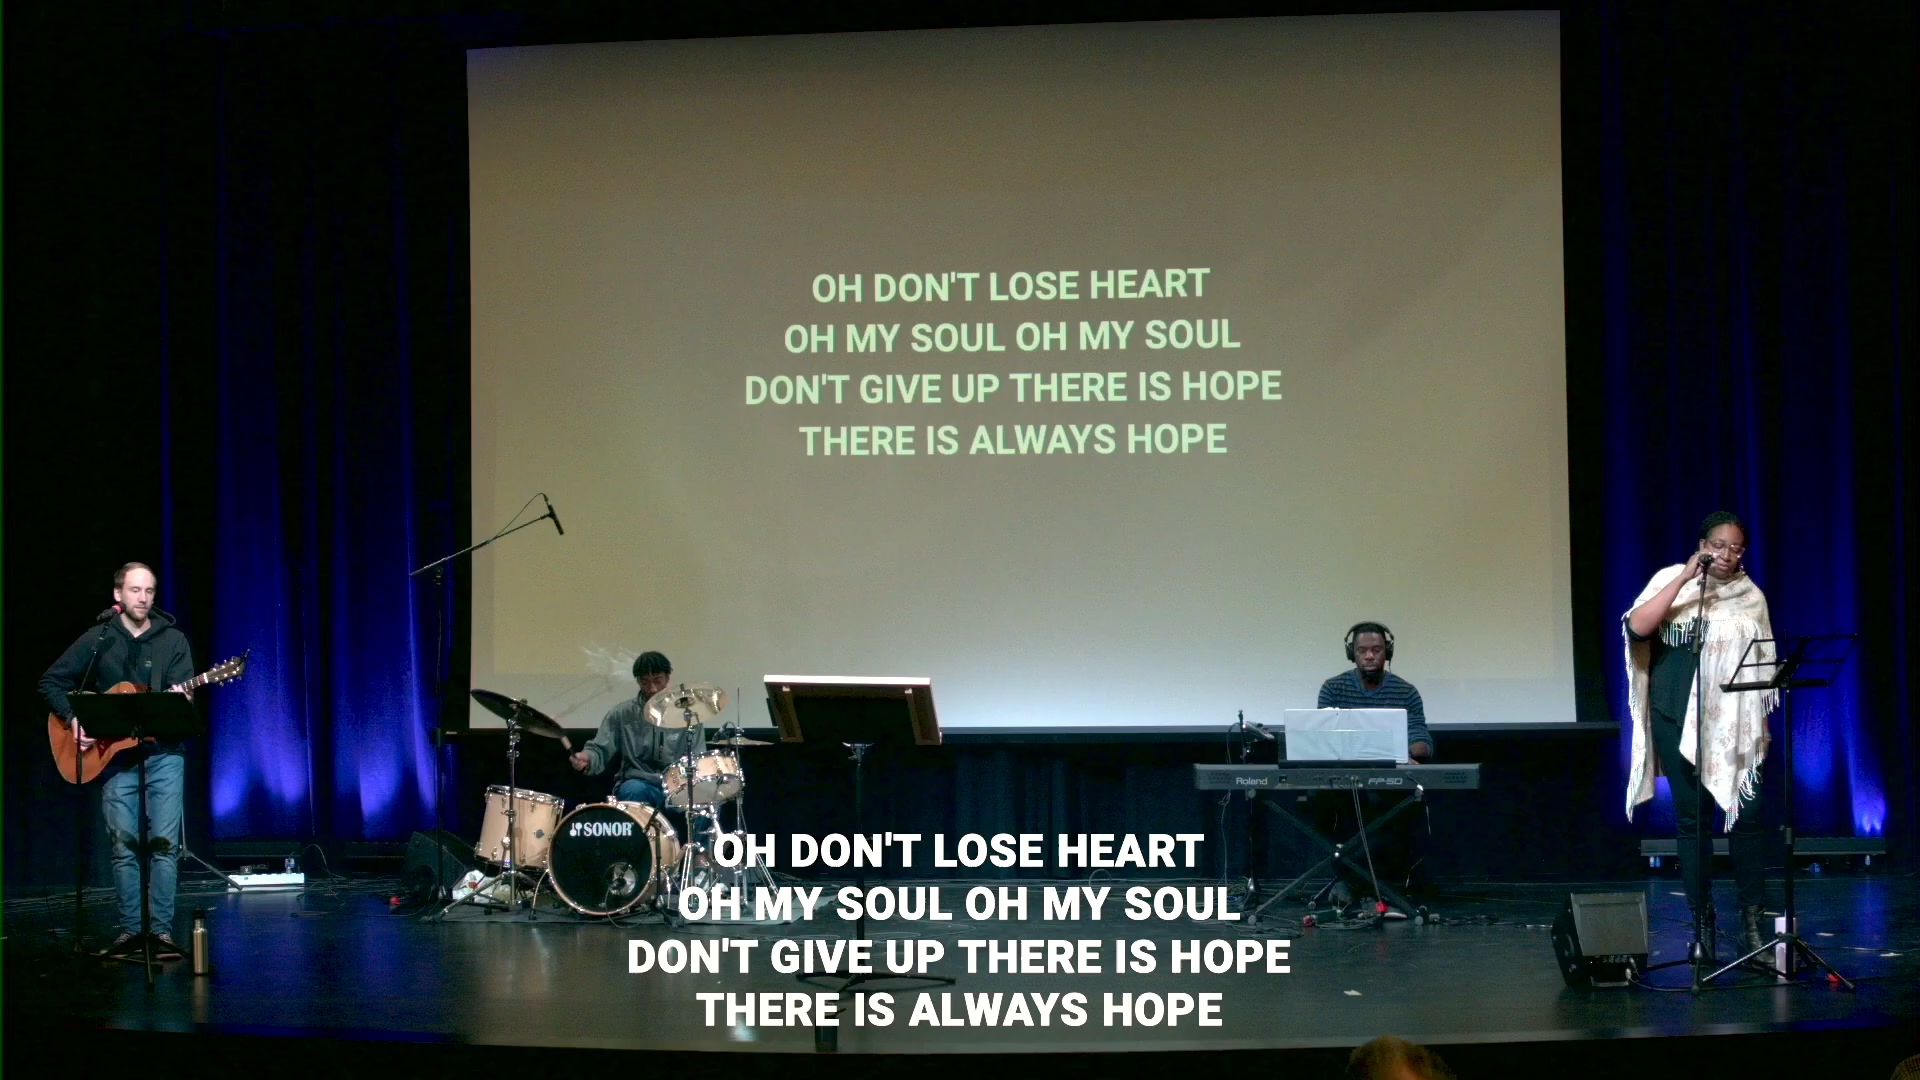 OH DON'T LOSE HEART
OH MY SOUL OH MY SOUL
DON'T GIVE UP THERE IS HOPE
THERE IS ALWAYS HOPE
SONOR
Roland FP-5D
OH DON'T LOSE HEART
OH MY SOUL OH MY SOUL
DON'T GIVE UP THERE IS HOPE
THERE IS ALWAYS HOPE